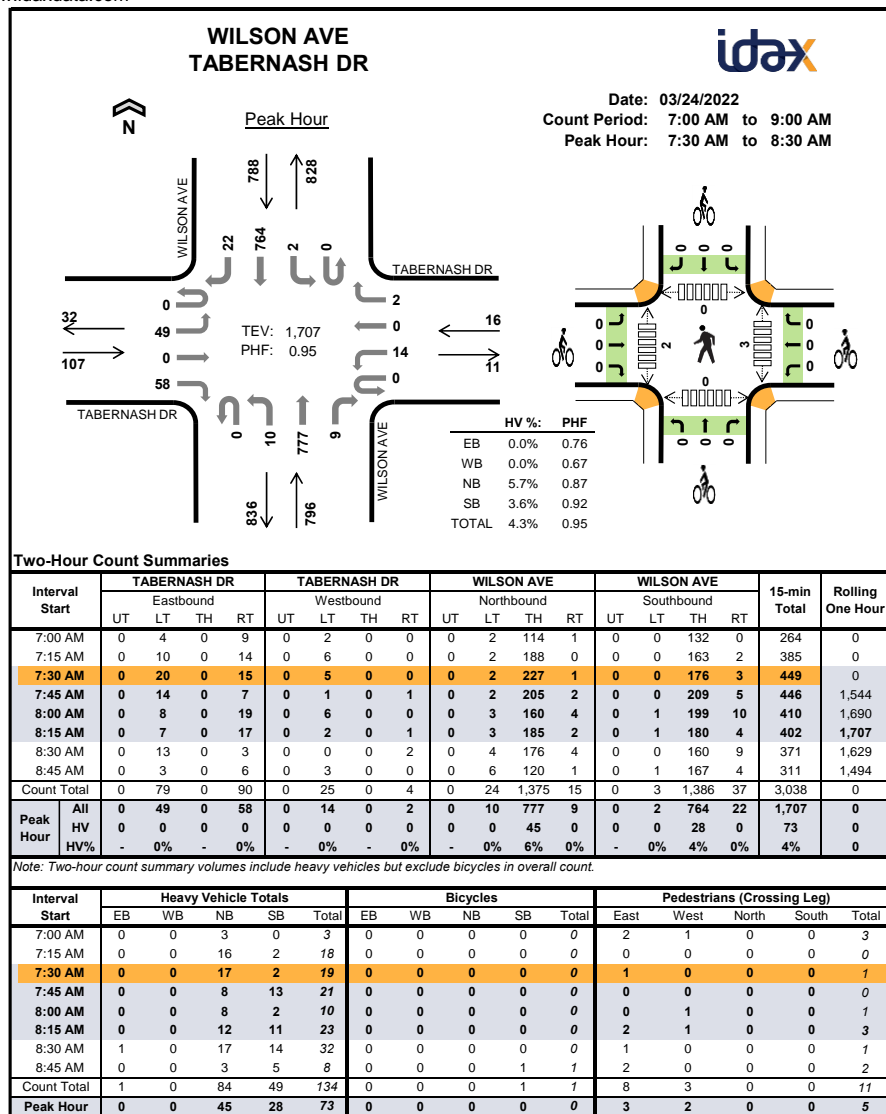 WILSON AVE
TABERNASH DR
idax
N
Peak Hour
Date: 03/24/2022
Count Period: 7:00 AM to 9:00 AM
Peak Hour: 7:30 AM to 8:30 AM
788 828
WILSON AVE
22 764 2 0
TABERNASH DR
0 2
32 49 0 16
TEV: 1,707
PHF: 0.95
107 0 14 11
58 0
TABERNASH DR
0 10 777 9
WILSON AVE
836 796
0 0 0
0
0 0
0 2 3 0
0 0
0
0 0 0
HV %: PHF
EB 0.0% 0.76
WB 0.0% 0.67
NB 5.7% 0.87
SB 3.6% 0.92
TOTAL 4.3% 0.95
Two-Hour Count Summaries
Interval Start TABERNASH DR TABERNASH DR WILSON AVE WILSON AVE 15-min Total Rolling One Hour
Eastbound Westbound Northbound Southbound
UT LT TH RT UT LT TH RT UT LT TH RT UT LT TH RT
7:00 AM 0 4 0 9 0 2 0 0 0 2 114 1 0 0 132 0 264 0
7:15 AM 0 10 0 14 0 6 0 0 0 2 188 0 0 0 163 2 385 0
7:30 AM 0 20 0 15 0 5 0 0 0 2 227 1 0 0 176 3 449 0
7:45 AM 0 14 0 7 0 1 0 1 0 2 205 2 0 0 209 5 446 1,544
8:00 AM 0 8 0 19 0 6 0 0 0 3 160 4 0 1 199 10 410 1,690
8:15 AM 0 7 0 17 0 2 0 1 0 3 185 2 0 1 180 4 402 1,707
8:30 AM 0 13 0 3 0 0 0 2 0 4 176 4 0 0 160 9 371 1,629
8:45 AM 0 3 0 6 0 3 0 0 0 6 120 1 0 1 167 4 311 1,494
Count Total 0 79 0 90 0 25 0 4 0 24 1,375 15 0 3 1,386 37 3,038 0
Peak Hour All 0 49 0 58 0 14 0 2 0 10 777 9 0 2 764 22 1,707 0
HV 0 0 0 0 0 0 0 0 0 0 45 0 0 0 28 0 73 0
HV% - 0% - 0% - 0% - 0% - 0% 6% 0% - 0% 4% 0% 4% 0
Note: Two-hour count summary volumes include heavy vehicles but exclude bicycles in overall count.
Interval Start Heavy Vehicle Totals Bicycles Pedestrians (Crossing Leg)
EB WB NB SB Total EB WB NB SB Total East West North South Total
7:00 AM 0 0 3 0 3 0 0 0 0 0 2 1 0 0 3
7:15 AM 0 0 16 2 18 0 0 0 0 0 0 0 0 0 0
7:30 AM 0 0 17 2 19 0 0 0 0 0 1 0 0 0 1
7:45 AM 0 0 8 13 21 0 0 0 0 0 0 0 0 0 0
8:00 AM 0 0 8 2 10 0 0 0 0 0 0 1 0 0 1
8:15 AM 0 0 12 11 23 0 0 0 0 0 2 1 0 0 3
8:30 AM 1 0 17 14 32 0 0 0 0 0 1 0 0 0 1
8:45 AM 0 0 3 5 8 0 0 0 1 1 2 0 0 0 2
Count Total 1 0 84 49 134 0 0 0 1 1 8 3 0 0 11
Peak Hour 0 0 45 28 73 0 0 0 0 0 3 2 0 0 5